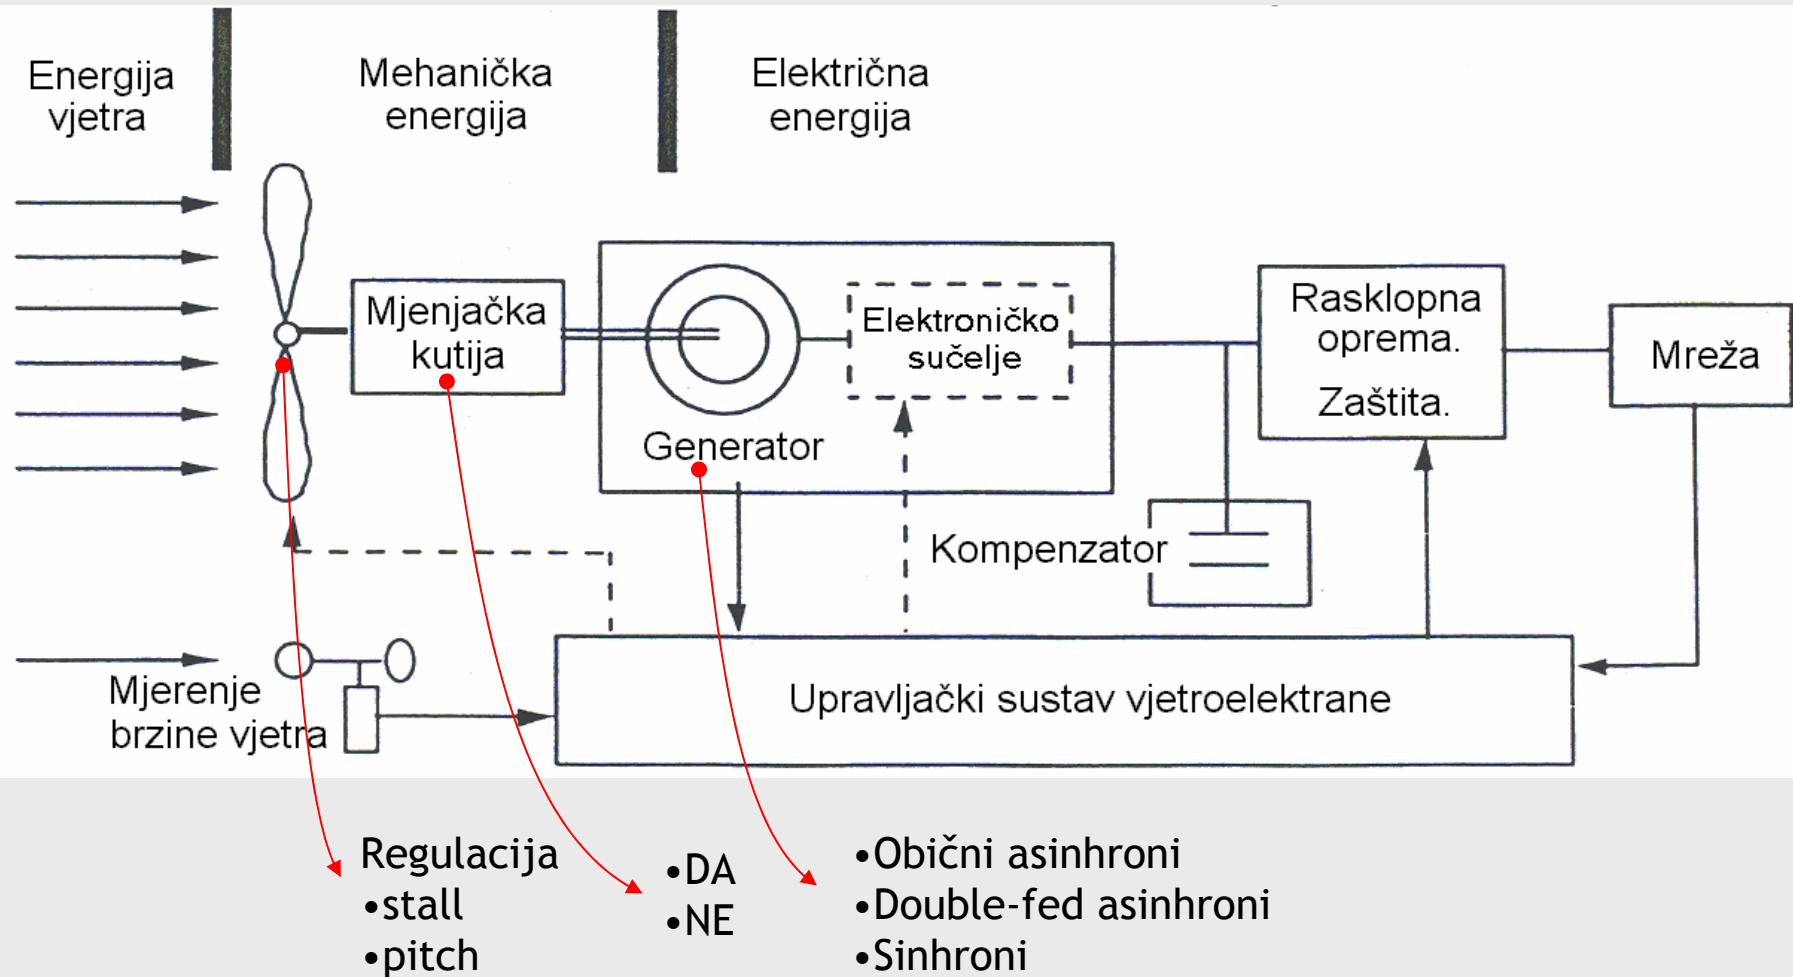 Energija
vjetra
Mehanička
energija
Električna
energija
Mjenjačka
kutija
Elektroničko
sučelje
Generator
Rasklopna
oprema.
Zaštita.
Mreža
Kompenzator
Mjerenje
brzine vjetra
Upravljački sustav vjetroelektrane
Regulacija
•stall
•pitch
•DA
•NE
•Obični asinhroni
•Double-fed asinhroni
•Sinhroni